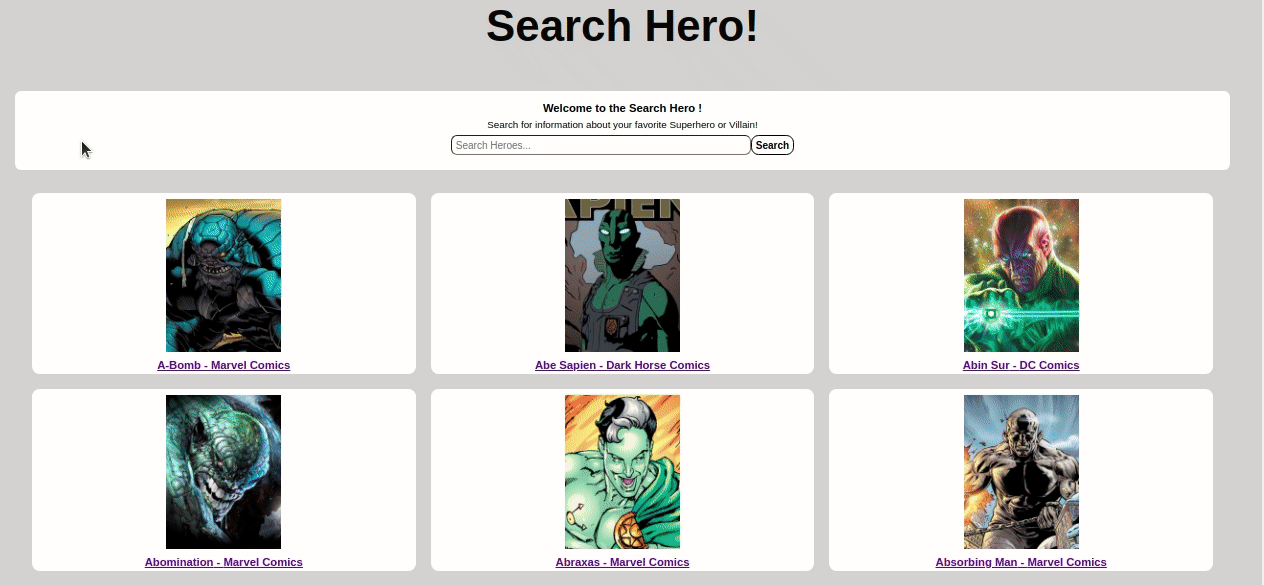 Search Hero!
Welcome to the Search Hero !
Search for information about your favorite Superhero or Villain!
Search Heroes...
Search
SAPIEN
A-Bomb - Marvel Comics
Abe Sapien - Dark Horse Comics
Abin Sur - DC Comics
Abomination - Marvel Comics
Abraxas - Marvel Comics
Absorbing Man - Marvel Comics